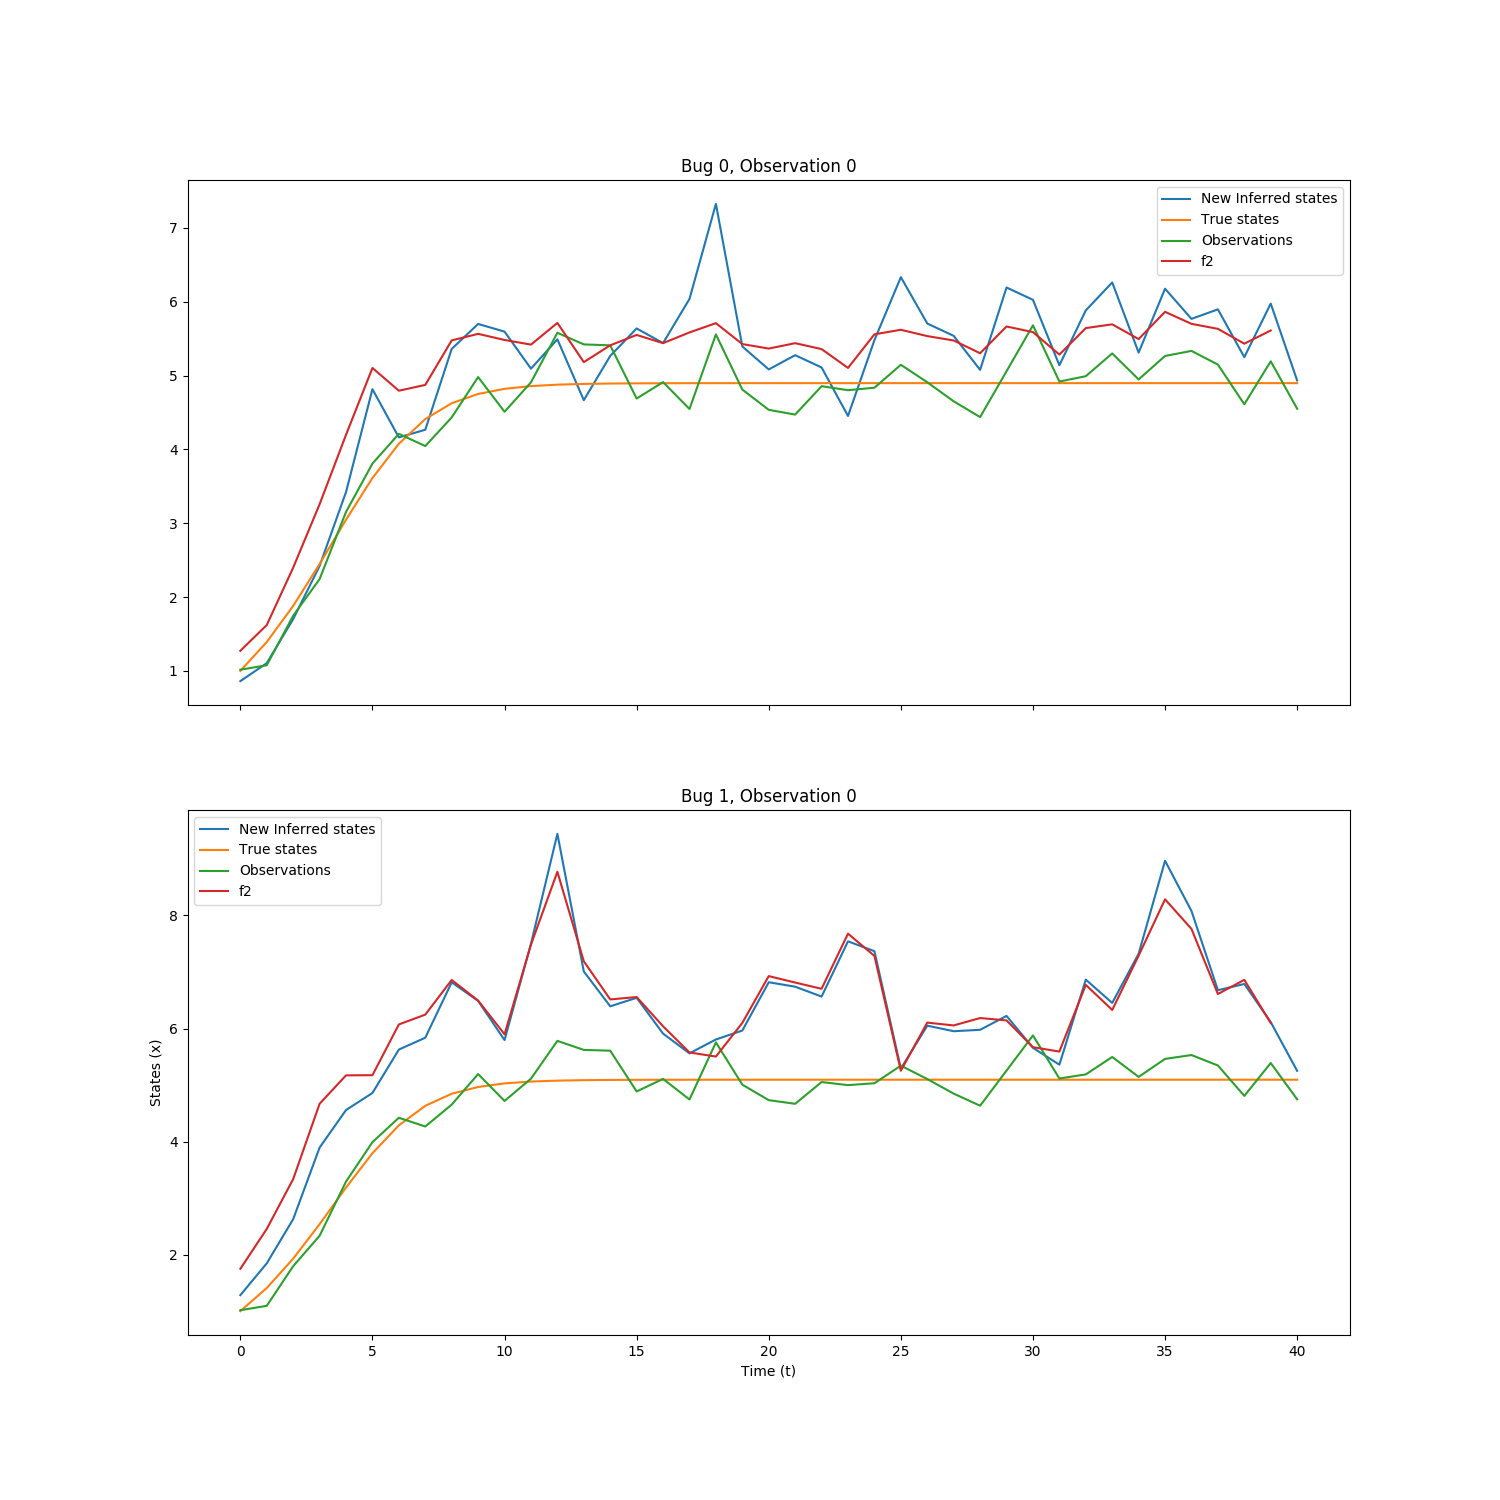 Bug 0, Observation 0
New Inferred states
True states
Observations
f2
7
6
5
4
3
2
1
Bug 1, Observation 0
New Inferred states
True states
Observations
f2
8
6
4
2
States (x)
0 5 10 15 20 25 30 35 40
Time (t)